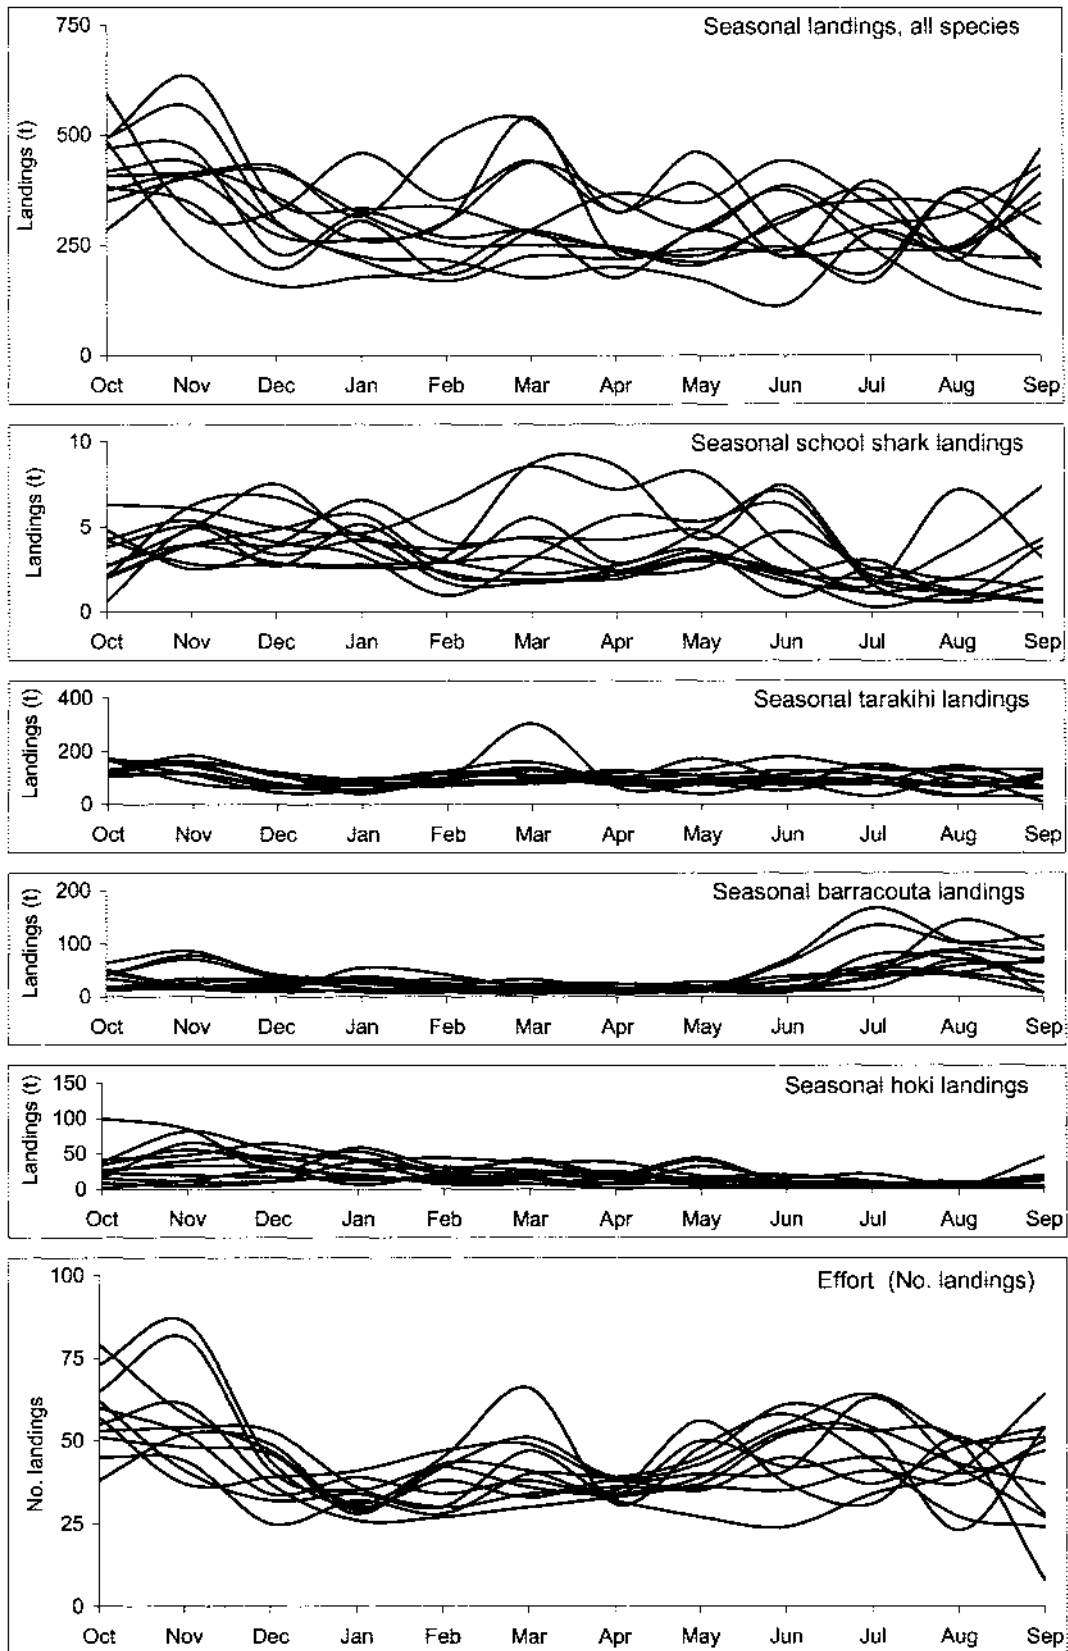 Seasonal landings, all species
Landings (t)
750
500
250
0
Oct Nov Dec Jan Feb Mar Apr May Jun Jul Aug Sep
Seasonal school shark landings
Landings (t)
10
5
0
Oct Nov Dec Jan Feb Mar Apr May Jun Jul Aug Sep
Seasonal tarakihi landings
Landings (t)
400
200
0
Oct Nov Dec Jan Feb Mar Apr May Jun Jul Aug Sep
Seasonal barracouta landings
Landings (t)
200
100
0
Oct Nov Dec Jan Feb Mar Apr May Jun Jul Aug Sep
Seasonal hoki landings
Landings (t)
150
100
50
0
Oct Nov Dec Jan Feb Mar Apr May Jun Jul Aug Sep
Effort (No. landings)
No. landings
100
75
50
25
0
Oct Nov Dec Jan Feb Mar Apr May Jun Jul Aug Sep